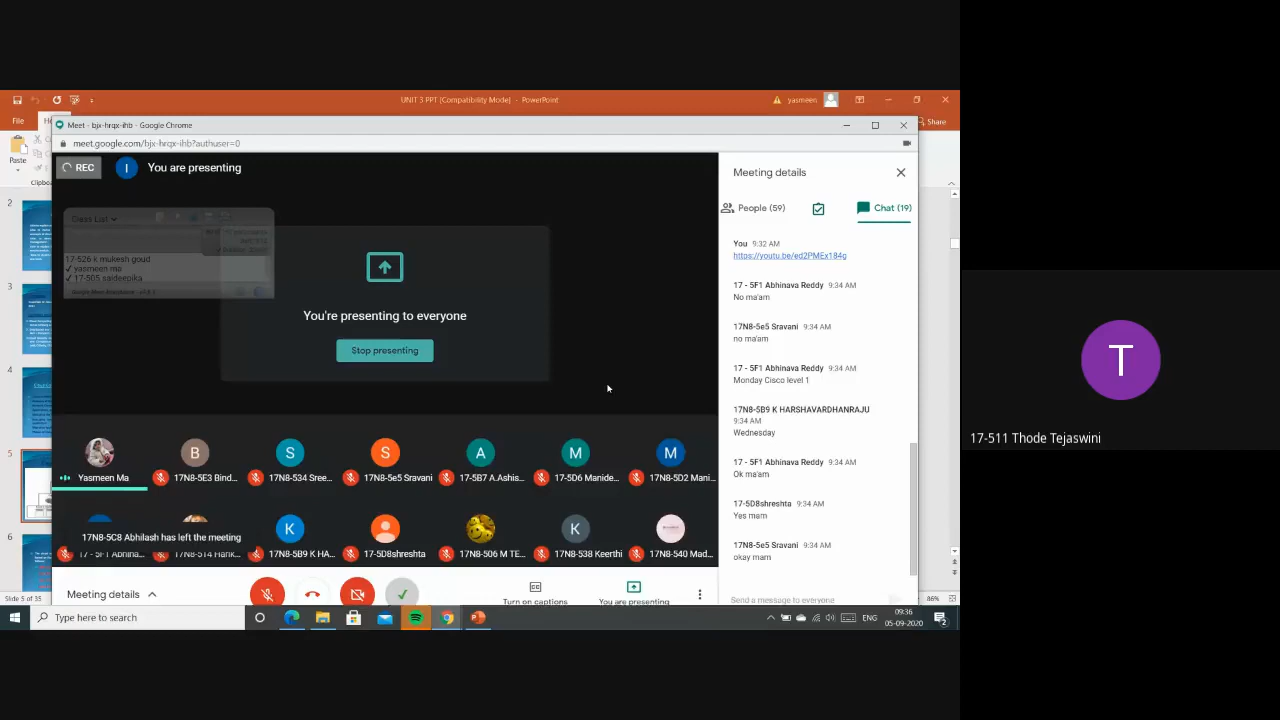 UNIT 3 PPT [Compatibility Mode] - PowerPoint
yasmeen
File
Share
Paste
Meet - bjx-hrqx-ihb - Google Chrome
meet.google.com/bjx-hrqx-ihb?authuser=0
REC
I
You are presenting
Class List
17-526 k mukesh goud
✓ yasmeen ma
✓ 17-505 saideepika
You're presenting to everyone
Stop presenting
2
3
4
5
6
Meeting details
People (59)
Chat (19)
You 9:32 AM
https://youtu.be/ed2PMEx184g
17 - 5F1 Abhinava Reddy 9:34 AM
No ma'am
17N8-5e5 Sravani 9:34 AM
no ma'am
17 - 5F1 Abhinava Reddy 9:34 AM
Monday Cisco level 1
17N8-5B9 K HARSHAVARDHANRAJU
9:34 AM
Wednesday
17 - 5F1 Abhinava Reddy 9:34 AM
Ok ma'am
17-5D8shreshta 9:34 AM
Yes mam
17N8-5e5 Sravani 9:34 AM
okay mam
Send a message to everyone
B S S A M M
Yasmeen Ma
17N8-5E3 Bind...
17N8-534 Sree...
17N8-5e5 Sravani
17-5B7 A.Ashis...
17-5D6 Manide...
17N8-5D2 Mani...
K K
17N8-5C8 Abhilash has left the meeting
17N8-5B9 K HA...
17-5D8shreshta
17N8-506 M TE...
17N8-538 Keerthi
17N8-540 Mad...
Meeting details
Turn on captions
You are presenting
Slide 5 of 35
86%
Type here to search
ENG
09:36
05-09-2020
2
T
17-511 Thode Tejaswini